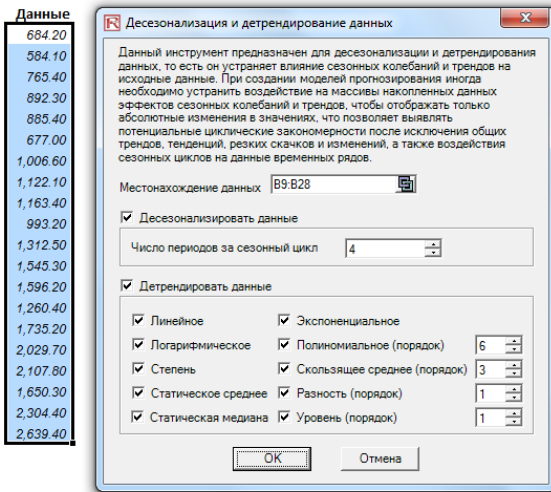 Данные
684.20
584.10
765.40
892.30
885.40
677.00
1,006.60
1,122.10
1,163.40
993.20
1,312.50
1,545.30
1,596.20
1,260.40
1,735.20
2,029.70
2,107.80
1,650.30
2,304.40
2,639.40
Десезонализация и детрендирование данных
Данный инструмент предназначен для десезонализации и детрендирования
данных, то есть он устраняет влияние сезонных колебаний и трендов на
исходные данные. При создании моделей прогнозирования иногда
необходимо устранить воздействие на массивы накопленных данных
эффектов сезонных колебаний и трендов, чтобы отображать только
абсолютные изменения в значениях, что позволяет выявлять
потенциальные циклические закономерности после исключения общих
трендов, тенденций, резких скачков и изменений, а также воздействия
сезонных циклов на данные временных рядов.
Местонахождение данных B9:B28
Десезонализировать данные
Число периодов за сезонный цикл 4
Детрендировать данные
Линейное Экспоненциальное
Логарифмическое Полиномиальное (порядок) 6
Степень Скользящее среднее (порядок) 3
Статическое среднее Разность (порядок) 1
Статическая медиана Уровень (порядок) 1
OK Отмена